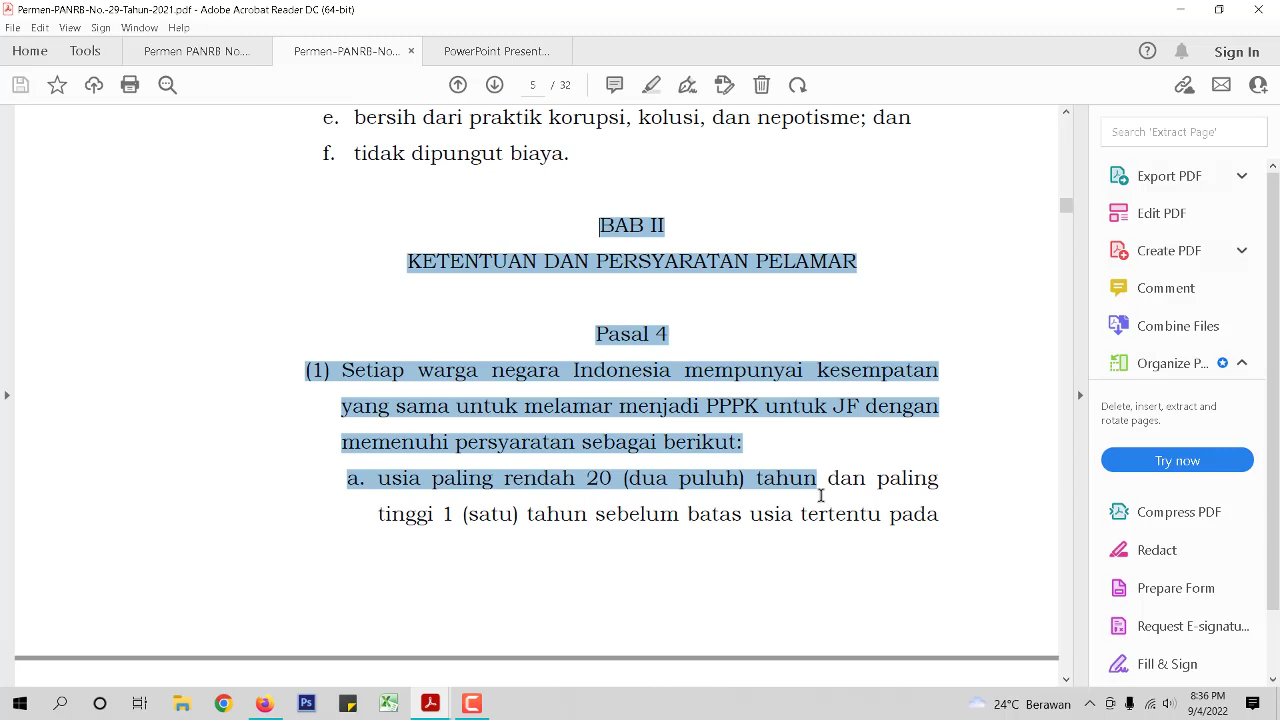 Permen-PANRB-No.-29-Tahun-2021.pdf - Adobe Acrobat Reader DC (64-bit)
File Edit View Sign Window Help
Home Tools Permen PANRB No... Permen-PANRB-No... × PowerPoint Present... Sign In
5 / 32
e. bersih dari praktik korupsi, kolusi, dan nepotisme; dan
f. tidak dipungut biaya.
BAB II
KETENTUAN DAN PERSYARATAN PELAMAR
Pasal 4
(1) Setiap warga negara Indonesia mempunyai kesempatan
yang sama untuk melamar menjadi PPPK untuk JF dengan
memenuhi persyaratan sebagai berikut:
a. usia paling rendah 20 (dua puluh) tahun dan paling
tinggi 1 (satu) tahun sebelum batas usia tertentu pada
Search 'Extract Page'
Export PDF
Edit PDF
Create PDF
Comment
Combine Files
Organize P...
Delete, insert, extract and
rotate pages.
Try now
Compress PDF
Redact
Prepare Form
Request E-signatu...
Fill & Sign
Ps
24°C Berawan
8:36 PM
9/4/2022